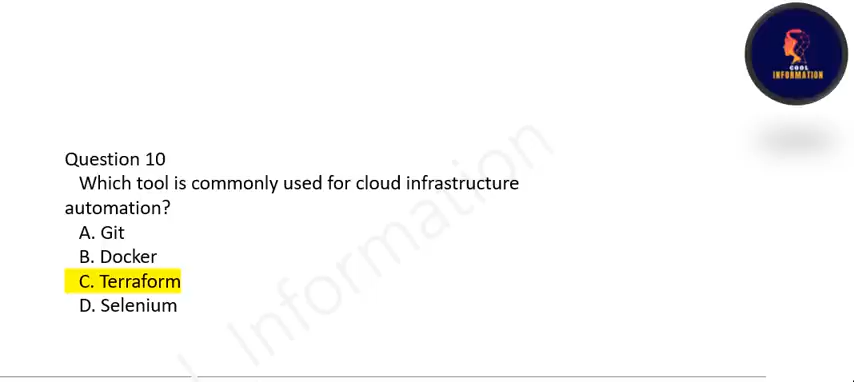 COOL
INFORMATION
Question 10
Which tool is commonly used for cloud infrastructure
automation?
A. Git
B. Docker
C. Terraform
D. Selenium
Information